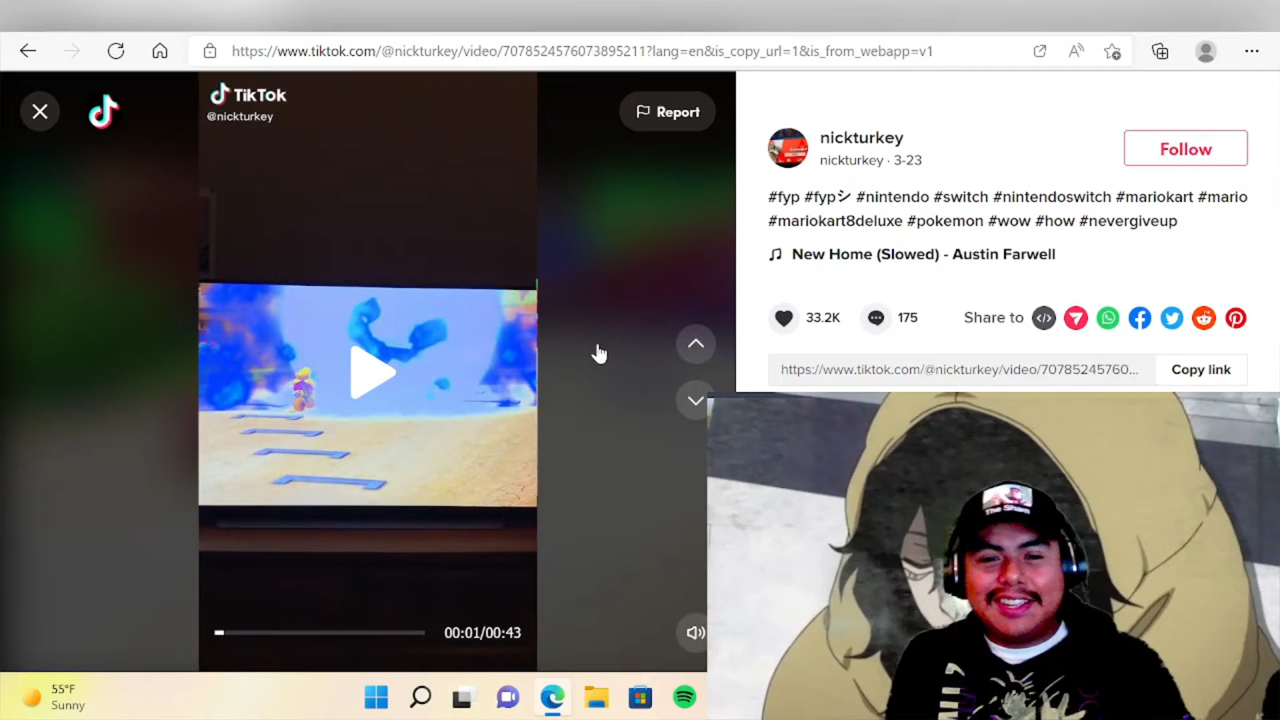 https://www.tiktok.com/@nickturkey/video/7078524576073895211?lang=en&is_copy_url=1&is_from_webapp=v1
TikTok
@nickturkey
Report
nickturkey
nickturkey · 3-23
Follow
#fyp #fypシ #nintendo #switch #nintendoswitch #mariokart #mario
#mariokart8deluxe #pokemon #wow #how #nevergiveup
New Home (Slowed) - Austin Farwell
33.2K
175
Share to
https://www.tiktok.com/@nickturkey/video/70785245760...
Copy link
00:01/00:43
55°F
Sunny